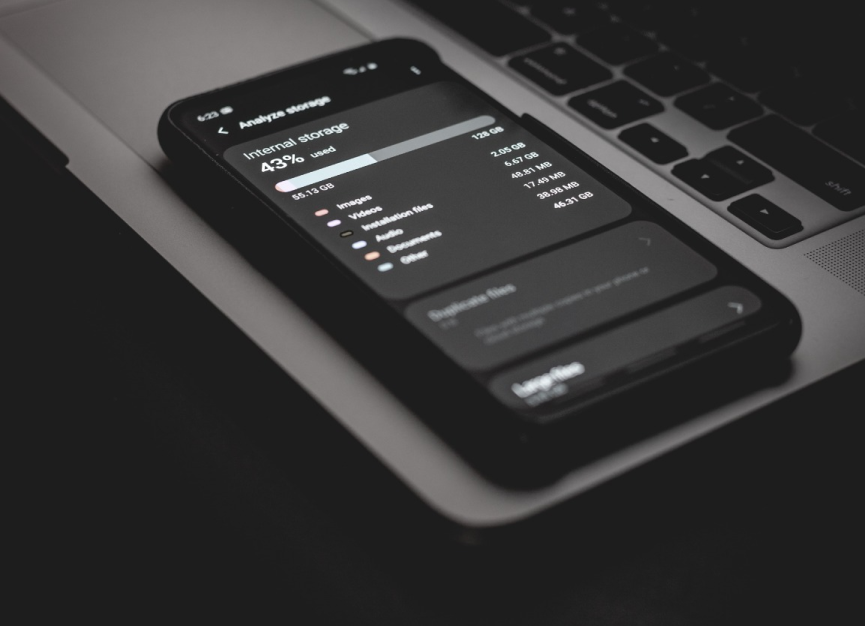 6:23
Analyze storage
Internal storage
43% used
55.13 GB 128 GB
Images 2.05 GB
Videos 6.67 GB
Installation files 48.81 MB
Audio 17.49 MB
Documents 38.98 MB
Other 46.31 GB
Duplicate files
Large files
shift